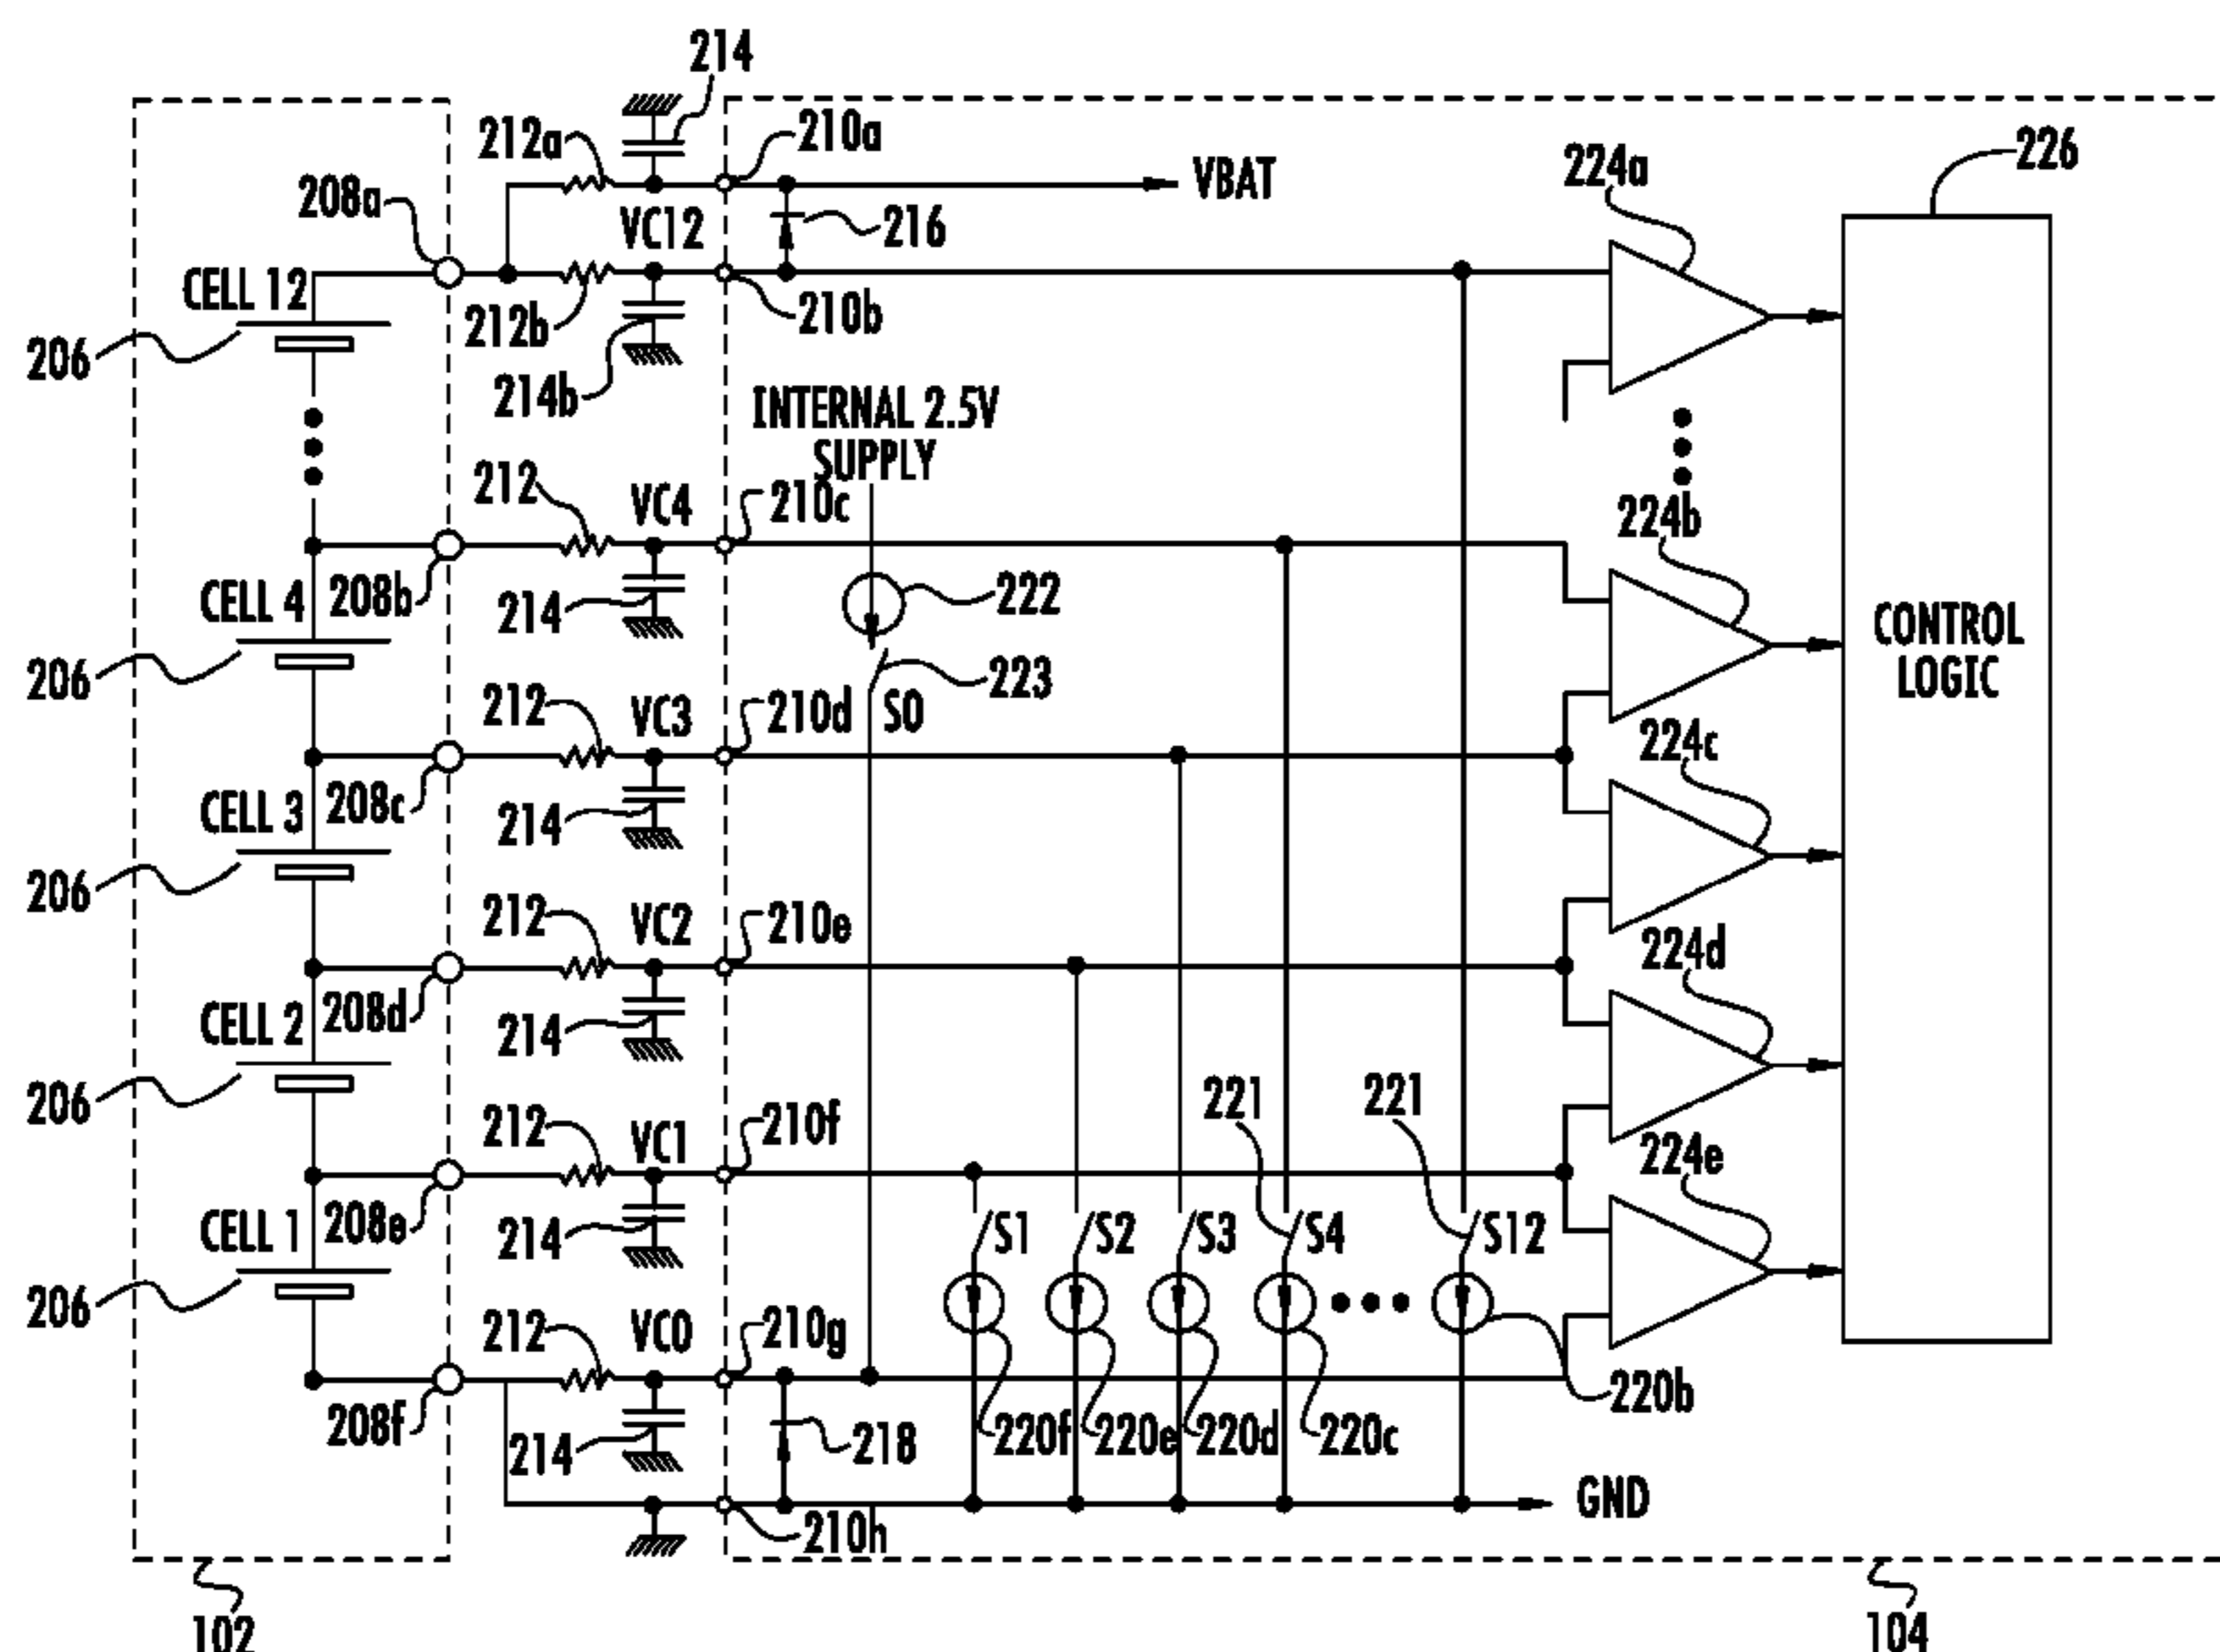 214
212a
210a
VBAT
224a
226
208a
VC12
216
CELL 12
212b
210b
206
214b
INTERNAL 2.5V
SUPPLY
212
VC4
210c
224b
CELL 4
208b
214
222
CONTROL
LOGIC
206
223
212
VC3
210d
S0
224c
CELL 3
208c
214
206
212
VC2
210e
224d
CELL 2
208d
214
206
221
221
212
VC1
210f
224e
CELL 1
208e
214
S1
S2
S3
S4
S12
206
212
VC0
210g
220b
208f
214
218
220f
220e
220d
220c
GND
210h
102
104